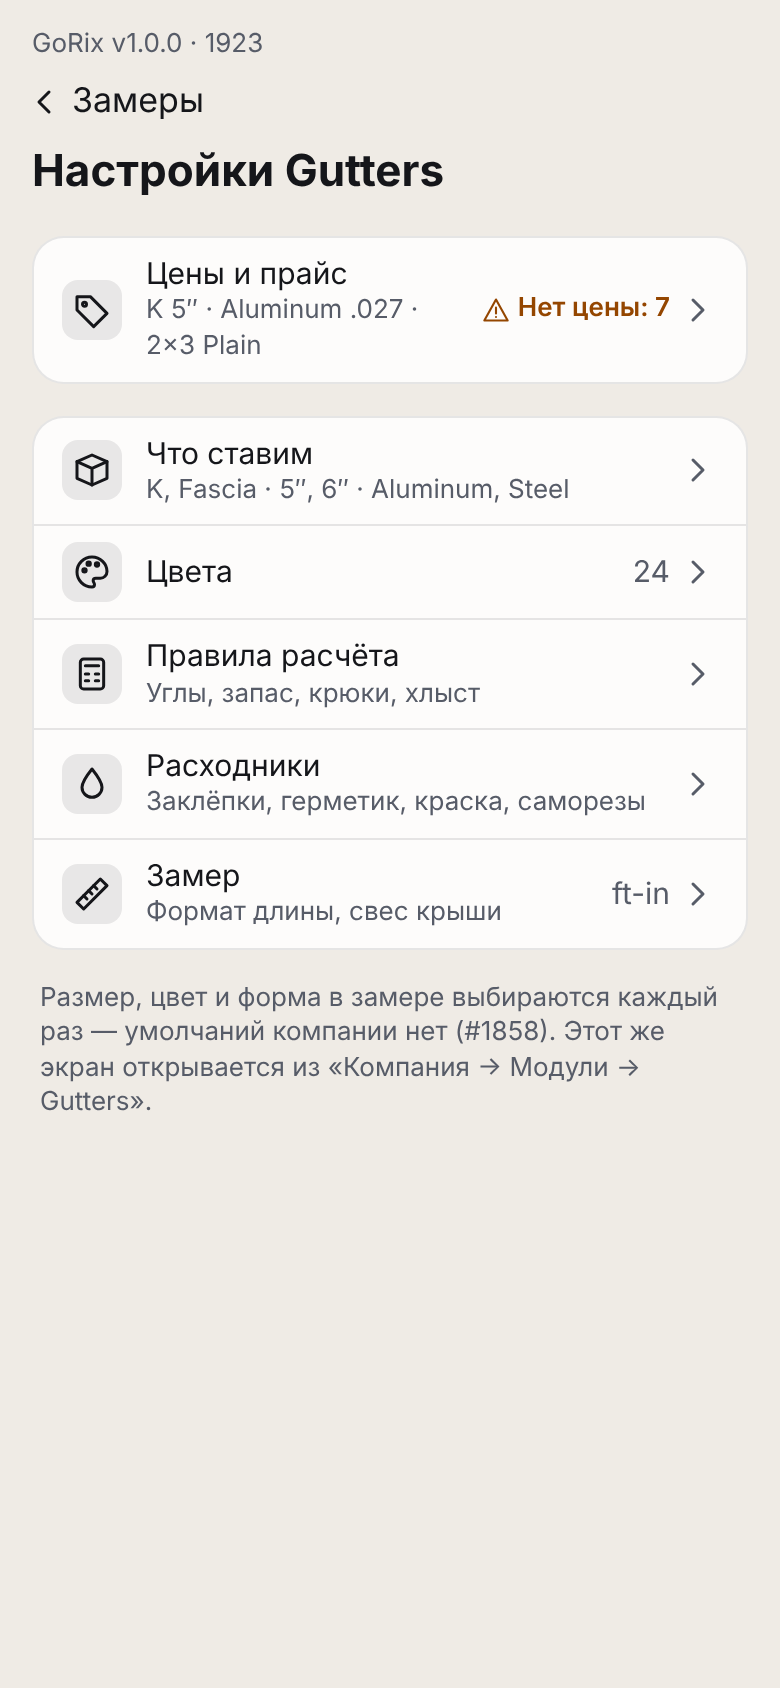 GoRix v1.0.0 · 1923
Замеры
Настройки Gutters
Цены и прайс
K 5″ · Aluminum .027 ·
2×3 Plain
Нет цены: 7
Что ставим
K, Fascia · 5″, 6″ · Aluminum, Steel
Цвета
24
Правила расчёта
Углы, запас, крюки, хлыст
Расходники
Заклёпки, герметик, краска, саморезы
Замер
Формат длины, свес крыши
ft-in
Размер, цвет и форма в замере выбираются каждый
раз — умолчаний компании нет (#1858). Этот же
экран открывается из «Компания → Модули →
Gutters».